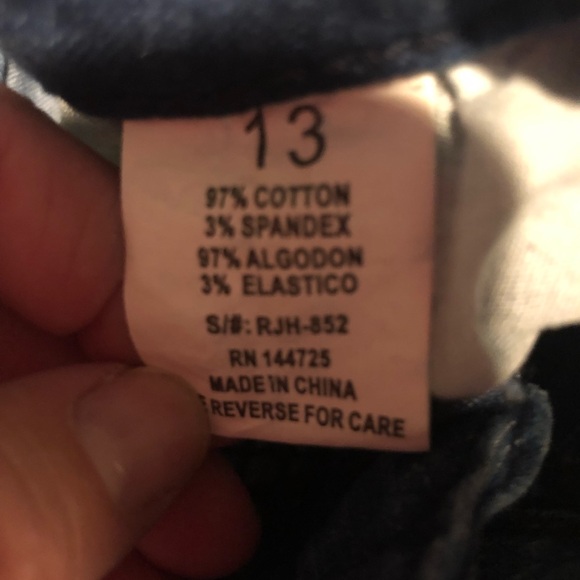 13
97% COTTON
3% SPANDEX
97% ALGODON
3% ELASTICO
S/#: RJH-852
RN 144725
MADE IN CHINA
REVERSE FOR CARE